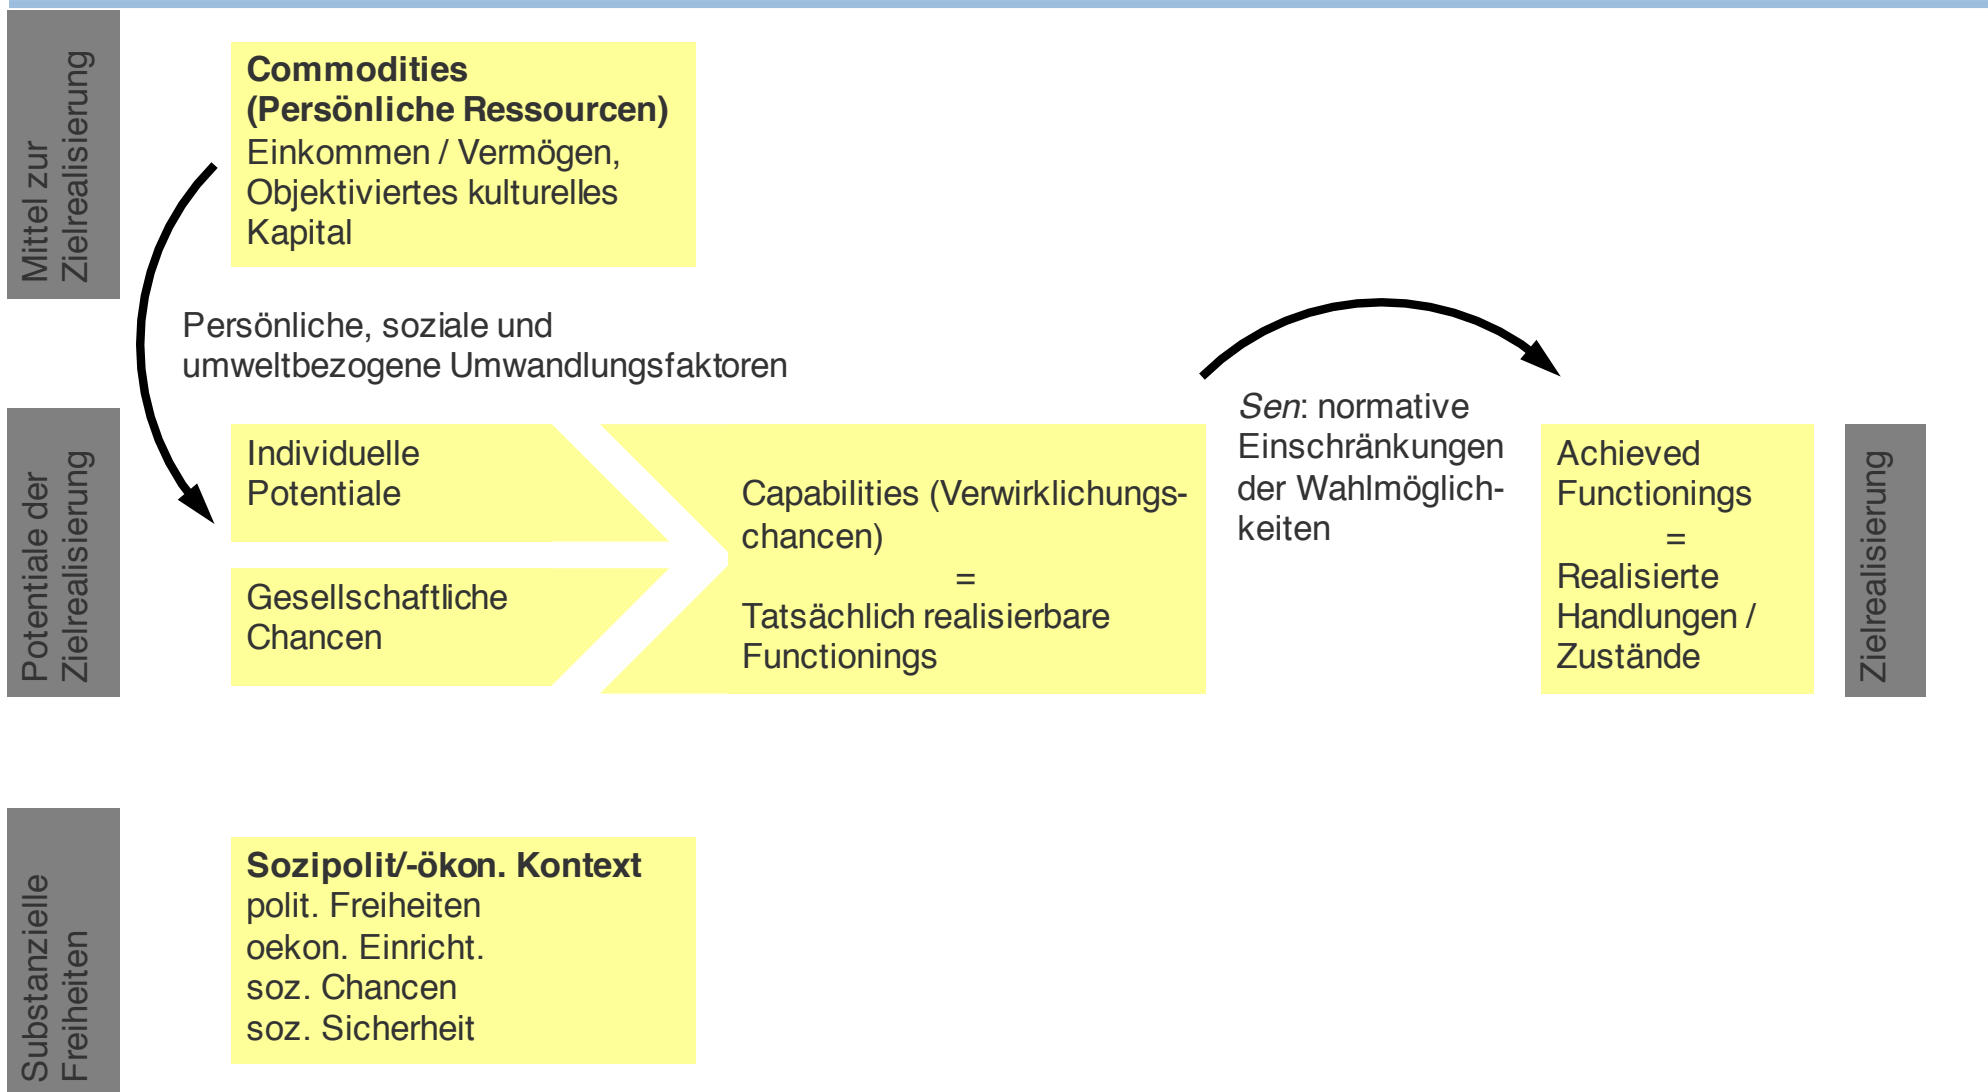 Mittel zur
Zielrealisierung
Commodities
(Persönliche Ressourcen)
Einkommen / Vermögen,
Objektiviertes kulturelles
Kapital
Persönliche, soziale und
umweltbezogene Umwandlungsfaktoren
Potentiale der
Zielrealisierung
Individuelle
Potentiale
Gesellschaftliche
Chancen
Capabilities (Verwirklichungs-
chancen)
=
Tatsächlich realisierbare
Functionings
Sen: normative
Einschränkungen
der Wahlmöglich-
keiten
Achieved
Functionings
=
Realisierte
Handlungen /
Zustände
Zielrealisierung
Substanzielle
Freiheiten
Sozipolit/-ökon. Kontext
polit. Freiheiten
oekon. Einricht.
soz. Chancen
soz. Sicherheit